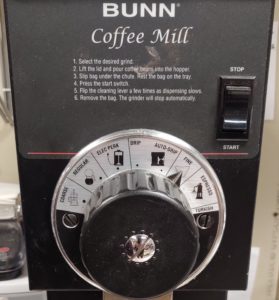 BUNN®
Coffee Mill
1. Select the desired grind.
2. Lift the lid and pour coffee beans into the hopper.
3. Slip bag under the chute. Rest the bag on the tray.
4. Press the start switch.
5. Flip the cleaning lever a few times as dispensing slows.
6. Remove the bag. The grinder will stop automatically.
STOP
START
COARSE
REGULAR
ELEC PERK
DRIP
AUTO-DRIP
FINE
ESPRESSO
TURKISH